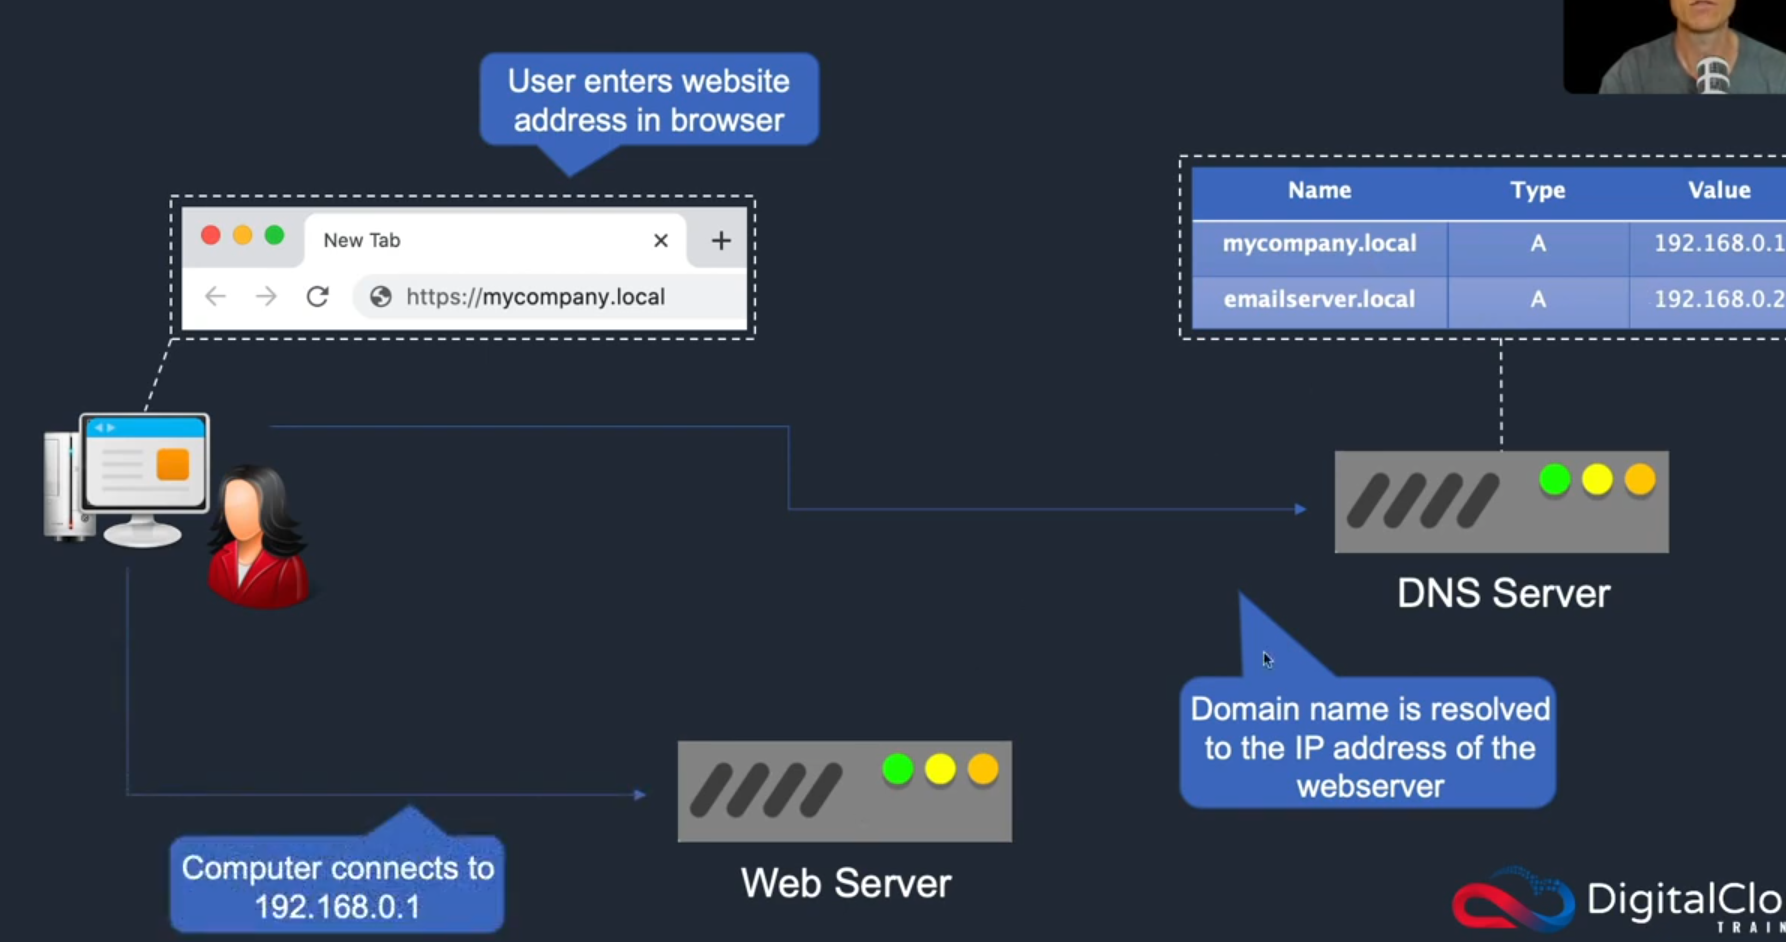 User enters website
address in browser
New Tab
https://mycompany.local
Name Type Value
mycompany.local A 192.168.0.1
emailserver.local A 192.168.0.2
DNS Server
Domain name is resolved
to the IP address of the
webserver
Web Server
Computer connects to
192.168.0.1
DigitalClo
TRAIN